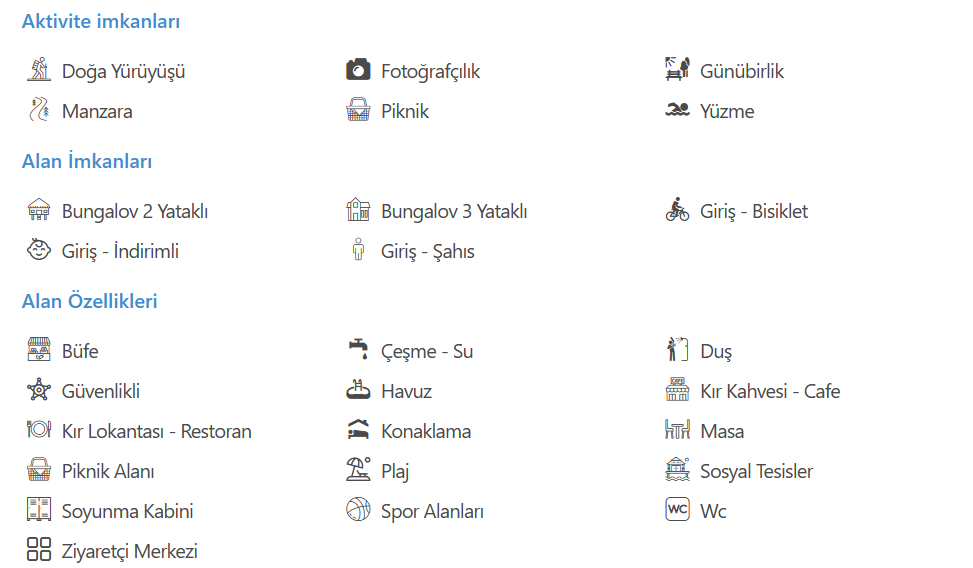 Aktivite imkanları
Doğa Yürüyüşü Fotoğrafçılık Günübirlik
Manzara Piknik Yüzme
Alan İmkanları
Bungalov 2 Yataklı Bungalov 3 Yataklı Giriş - Bisiklet
Giriş - İndirimli Giriş - Şahıs
Alan Özellikleri
Büfe Çeşme - Su Duş
Güvenlikli Havuz Kır Kahvesi - Cafe
Kır Lokantası - Restoran Konaklama Masa
Piknik Alanı Plaj Sosyal Tesisler
Soyunma Kabini Spor Alanları WC Wc
Ziyaretçi Merkezi